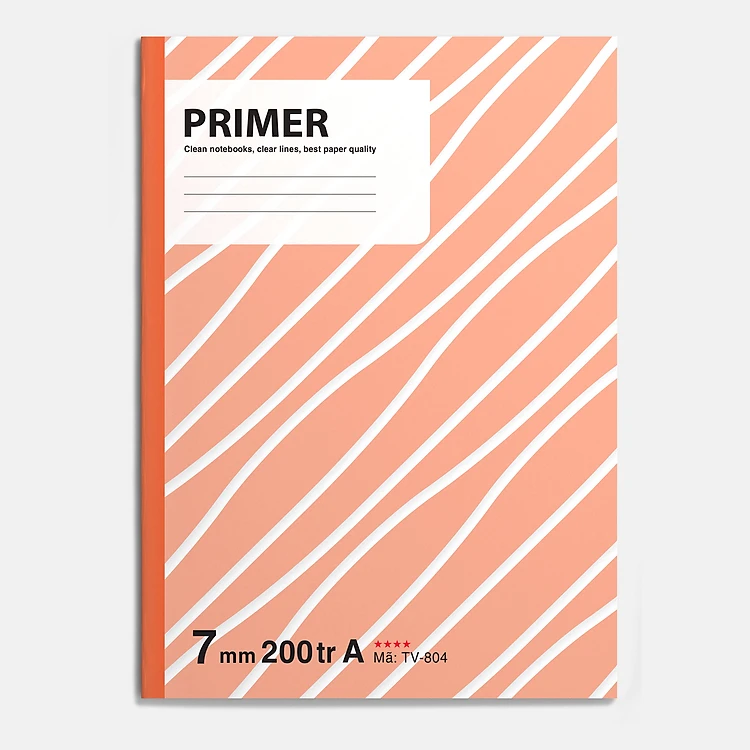 PRIMER
Clean notebooks, clear lines, best paper quality
7 mm 200 tr A ★★★★
Mã: TV-804